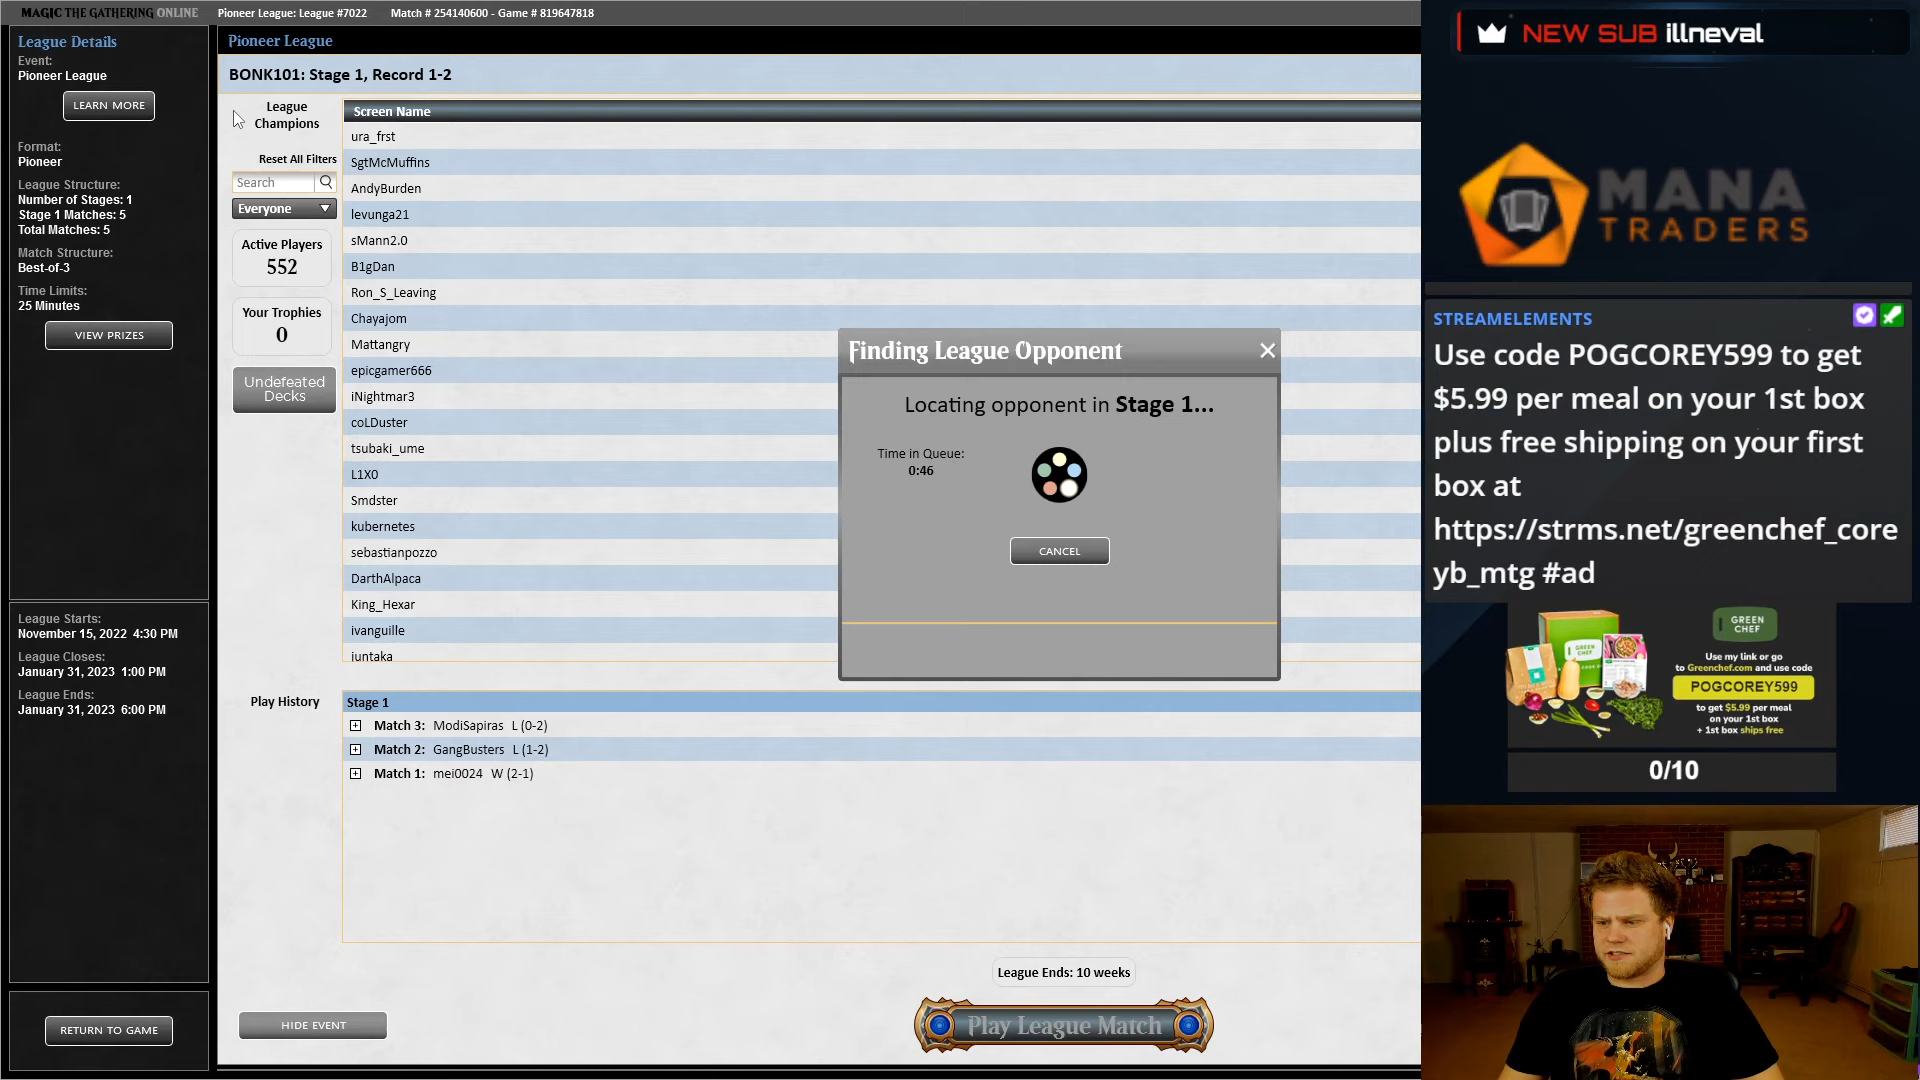 MAGIC THE GATHERING ONLINE
Pioneer League: League #7022
Match # 254140600 - Game # 819647818
League Details
Event:
Pioneer League
LEARN MORE
Format:
Pioneer
League Structure:
Number of Stages: 1
Stage 1 Matches: 5
Total Matches: 5
Match Structure:
Best-of-3
Time Limits:
25 Minutes
VIEW PRIZES
League Starts:
November 15, 2022 4:30 PM
League Closes:
January 31, 2023 1:00 PM
League Ends:
January 31, 2023 6:00 PM
RETURN TO GAME
Pioneer League
BONK101: Stage 1, Record 1-2
League
Champions
Reset All Filters
Search
Everyone
Active Players
552
Your Trophies
0
Undefeated
Decks
Screen Name
ura_frst
SgtMcMuffins
AndyBurden
levunga21
sMann2.0
B1gDan
Ron_S_Leaving
Chayajom
Mattangry
epicgamer666
iNightmar3
coLDuster
tsubaki_ume
L1X0
Smdster
kubernetes
sebastianpozzo
DarthAlpaca
King_Hexar
ivanguille
iuntaka
Finding League Opponent
Locating opponent in Stage 1...
Time in Queue:
0:46
CANCEL
Play History
Stage 1
Match 3: ModiSapiras L (0-2)
Match 2: GangBusters L (1-2)
Match 1: mei0024 W (2-1)
League Ends: 10 weeks
HIDE EVENT
Play League Match
NEW SUB illneval
MANA
TRADERS
STREAMELEMENTS
Use code POGCOREY599 to get
$5.99 per meal on your 1st box
plus free shipping on your first
box at
https://strms.net/greenchef_core
yb_mtg #ad
GREEN
CHEF
Use my link or go
to Greenchef.com and use code
POGCOREY599
to get $5.99 per meal
on your 1st box
+ 1st box ships free
0/10